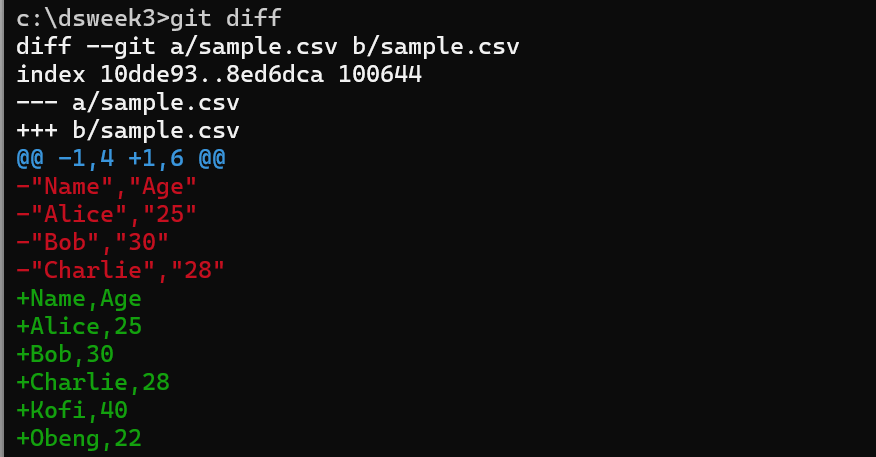 c:\dsweek3>git diff
diff --git a/sample.csv b/sample.csv
index 10dde93..8ed6dca 100644
--- a/sample.csv
+++ b/sample.csv
@@ -1,4 +1,6 @@
-"Name","Age"
-"Alice","25"
-"Bob","30"
-"Charlie","28"
+Name,Age
+Alice,25
+Bob,30
+Charlie,28
+Kofi,40
+Obeng,22